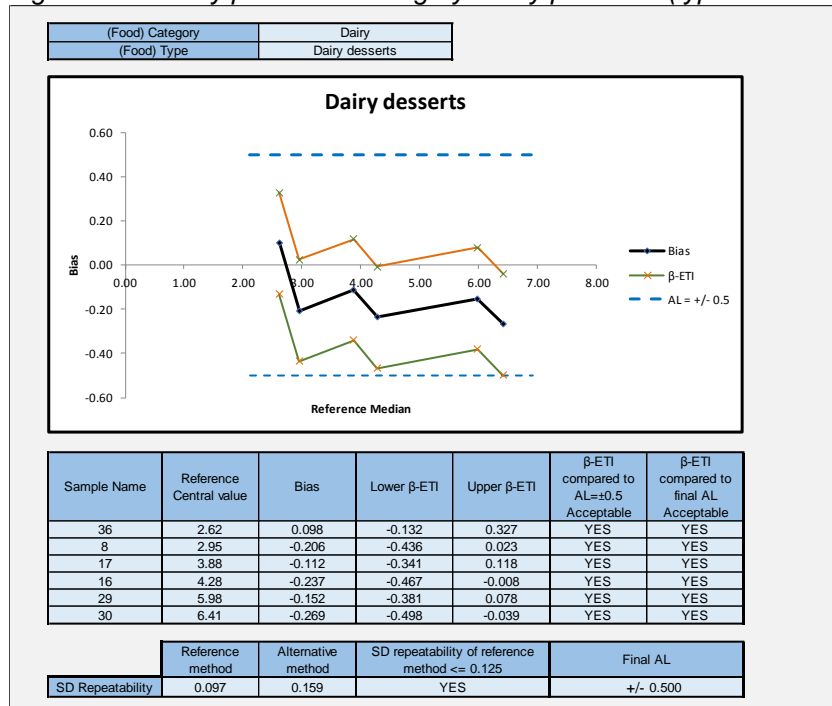 (Food) Category Dairy
(Food) Type Dairy desserts
Dairy desserts
0.60
0.40
0.20
0.00
-0.20
-0.40
-0.60
Bias
0.00 1.00 2.00 3.00 4.00 5.00 6.00 7.00 8.00
Reference Median
Bias
β-ETI
AL = +/- 0.5
Sample Name Reference Central value Bias Lower β-ETI Upper β-ETI β-ETI compared to AL=±0.5 Acceptable β-ETI compared to final AL Acceptable
36 2.62 0.098 -0.132 0.327 YES YES
8 2.95 -0.206 -0.436 0.023 YES YES
17 3.88 -0.112 -0.341 0.118 YES YES
16 4.28 -0.237 -0.467 -0.008 YES YES
29 5.98 -0.152 -0.381 0.078 YES YES
30 6.41 -0.269 -0.498 -0.039 YES YES
Reference method Alternative method SD repeatability of reference method <= 0.125 Final AL
SD Repeatability 0.097 0.159 YES +/- 0.500